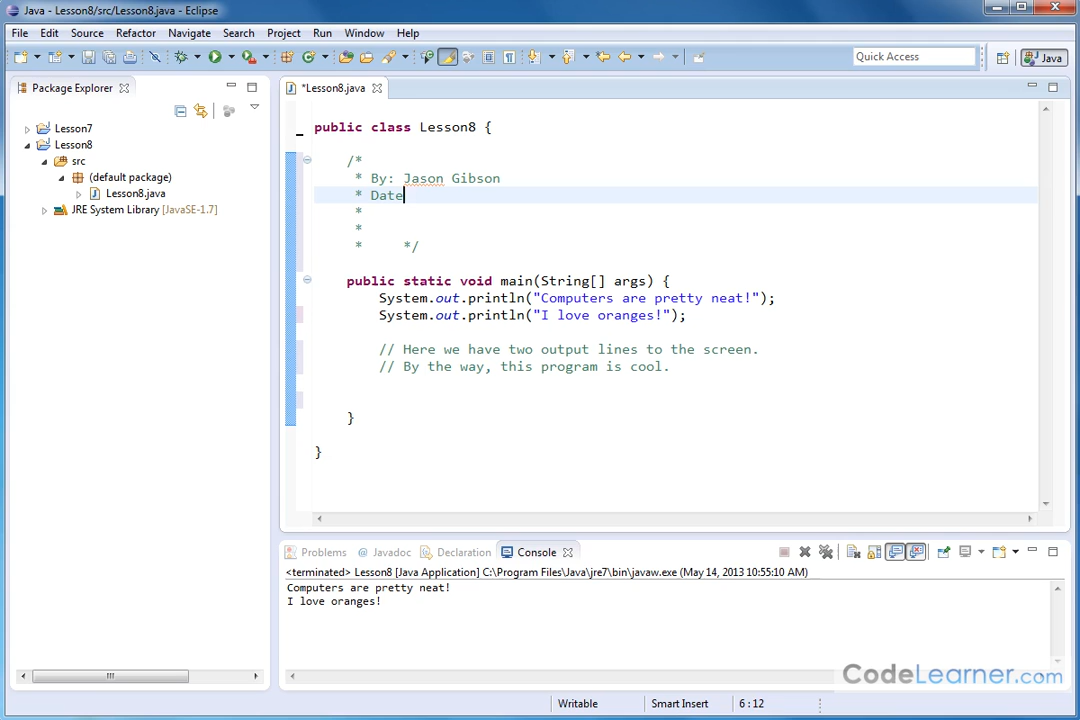 Java - Lesson8/src/Lesson8.java - Eclipse
File Edit Source Refactor Navigate Search Project Run Window Help
Quick Access
Java
Package Explorer
*Lesson8.java
Lesson7
Lesson8
src
(default package)
Lesson8.java
JRE System Library [JavaSE-1.7]
public class Lesson8 {
/*
* By: Jason Gibson
* Date
*
*
* */
public static void main(String[] args) {
System.out.println("Computers are pretty neat!");
System.out.println("I love oranges!");
// Here we have two output lines to the screen.
// By the way, this program is cool.
}
}
Problems @ Javadoc Declaration Console
<terminated> Lesson8 [Java Application] C:\Program Files\Java\jre7\bin\javaw.exe (May 14, 2013 10:55:10 AM)
Computers are pretty neat!
I love oranges!
CodeLearner.com
Writable Smart Insert 6:12